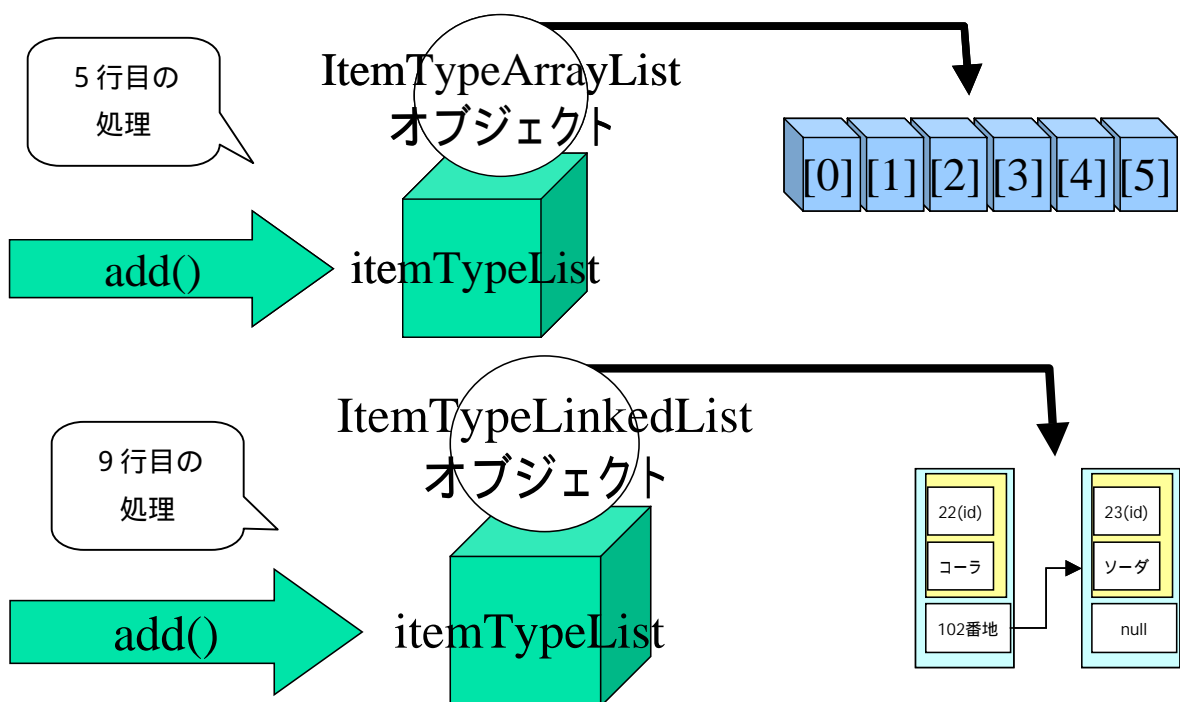 5行目の
処理
ItemTypeArrayList
オブジェクト
[0] [1] [2] [3] [4] [5]
add()
itemTypeList
9行目の
処理
ItemTypeLinkedList
オブジェクト
22(id)
コーラ
102番地
23(id)
ソーダ
null
add()
itemTypeList